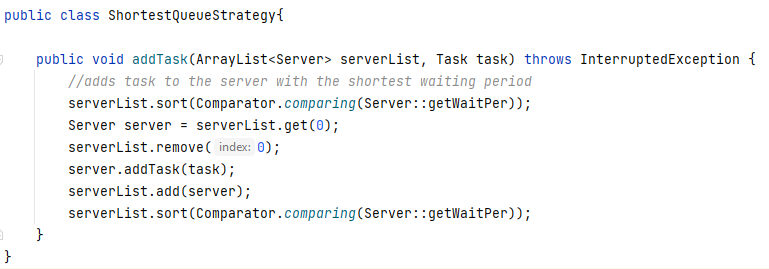 public class ShortestQueueStrategy{
public void addTask(ArrayList<Server> serverList, Task task) throws InterruptedException {
//adds task to the server with the shortest waiting period
serverList.sort(Comparator.comparing(Server::getWaitPer));
Server server = serverList.get(0);
serverList.remove( index: 0);
server.addTask(task);
serverList.add(server);
serverList.sort(Comparator.comparing(Server::getWaitPer));
}
}